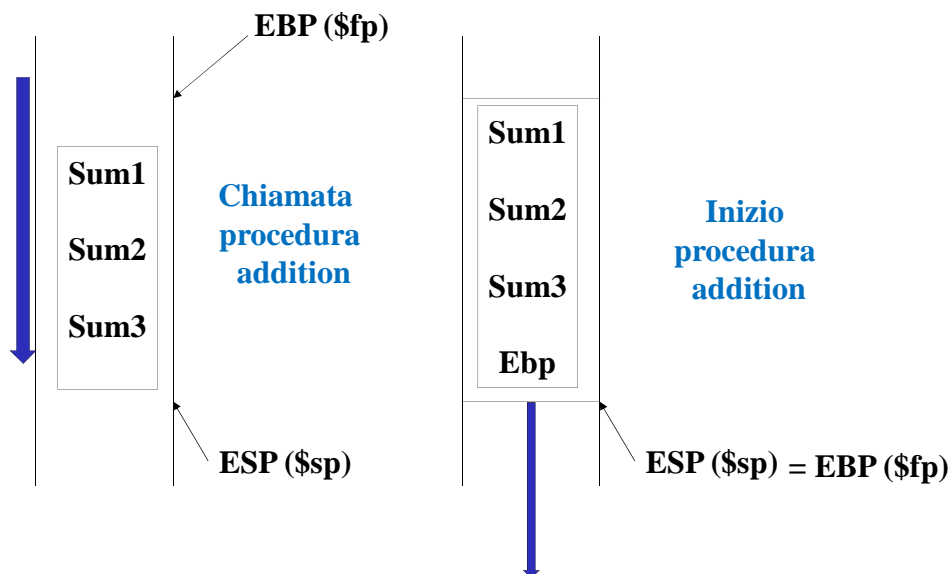 EBP ($fp)
Sum1
Sum2
Sum3
Chiamata
procedura
addition
ESP ($sp)
Sum1
Sum2
Sum3
Ebp
Inizio
procedura
addition
ESP ($sp) = EBP ($fp)